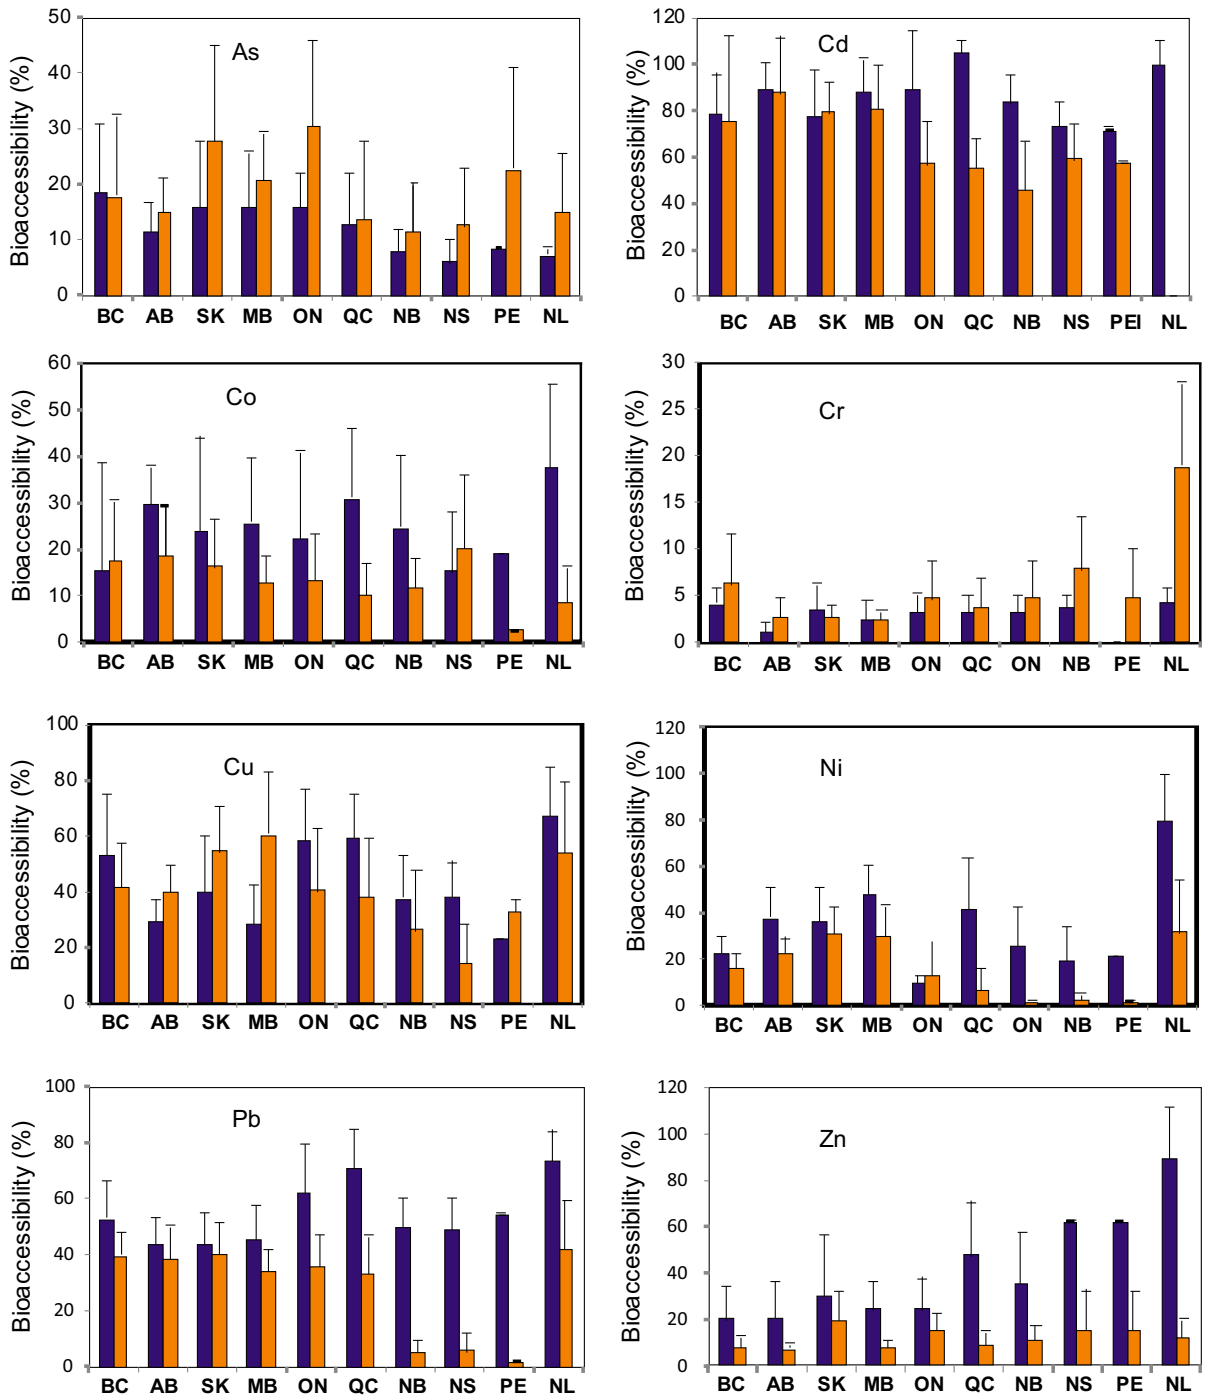 Bioaccessibility (%)
50
40
30
20
10
0
As
BC AB SK MB ON QC NB NS PE NL
Bioaccessibility (%)
120
100
80
60
40
20
0
Cd
BC AB SK MB ON QC NB NS PEI NL
Bioaccessibility (%)
60
50
40
30
20
10
0
Co
BC AB SK MB ON QC NB NS PE NL
Bioaccessibility (%)
30
25
20
15
10
5
0
Cr
BC AB SK MB ON QC ON NB PE NL
Bioaccessibility (%)
100
80
60
40
20
0
Cu
BC AB SK MB ON QC NB NS PE NL
Bioaccessibility (%)
120
100
80
60
40
20
0
Ni
BC AB SK MB ON QC ON NB PE NL
Bioaccessibility (%)
100
80
60
40
20
0
Pb
BC AB SK MB ON QC NB NS PE NL
Bioaccessibility (%)
120
100
80
60
40
20
0
Zn
BC AB SK MB ON QC NB NS PE NL